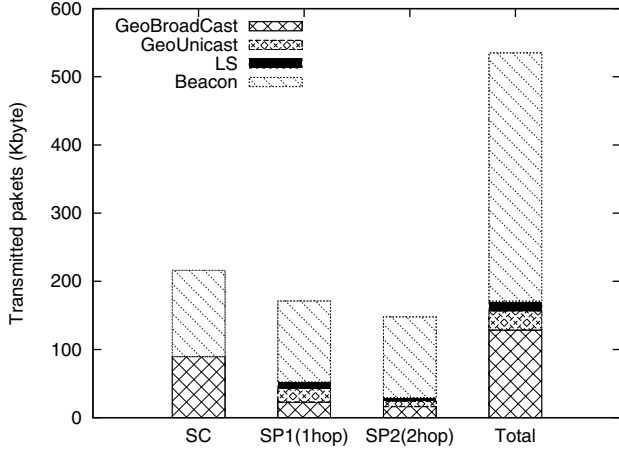 Transmitted pakets (Kbyte)
600
500
400
300
200
100
0
GeoBroadCast
GeoUnicast
LS
Beacon
SC
SP1(1hop)
SP2(2hop)
Total